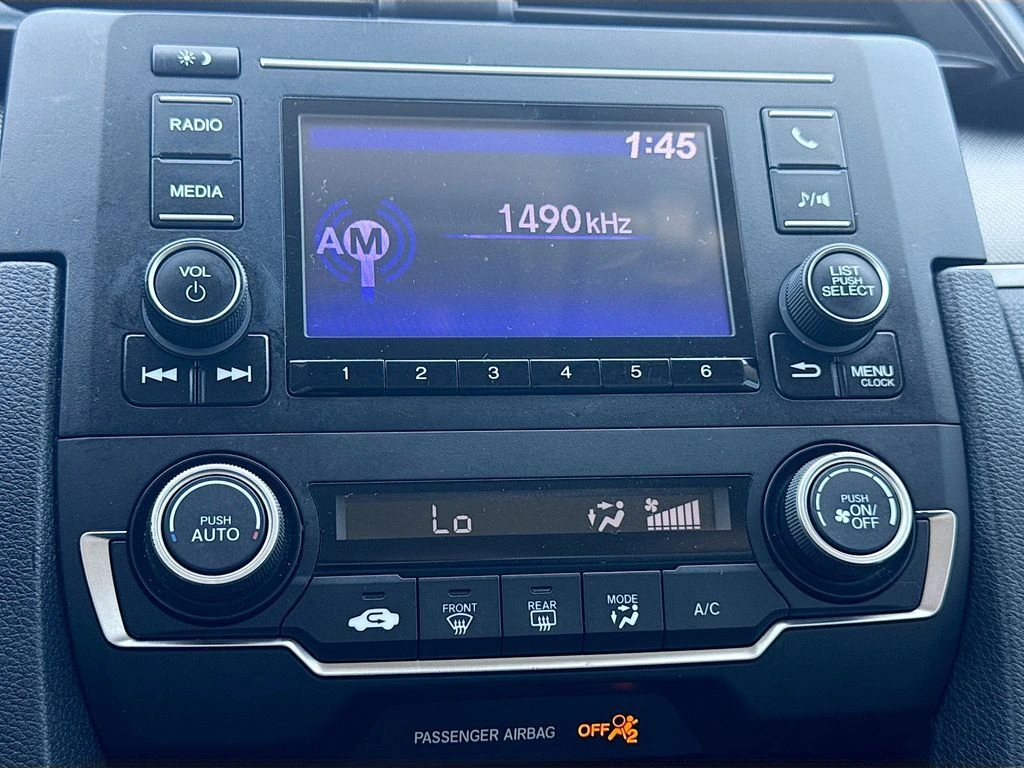 RADIO
MEDIA
VOL
1:45
1490 kHz
AM
LIST
PUSH
SELECT
1 2 3 4 5 6
MENU
CLOCK
PUSH
AUTO
Lo
PUSH
ON/
OFF
FRONT
REAR
MODE
A/C
PASSENGER AIRBAG OFF 2